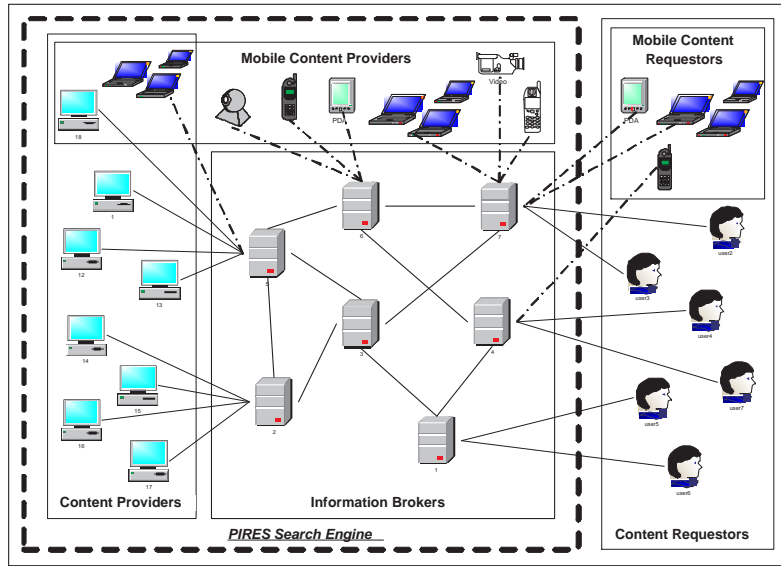 Mobile Content Providers
Mobile Content
Requestors
Video
PDA
PDA
18
1
12
13
14
15
16
17
5
6
7
3
4
2
1
user2
user3
user4
user5
user7
user6
Content Providers
Information Brokers
PIRES Search Engine
Content Requestors